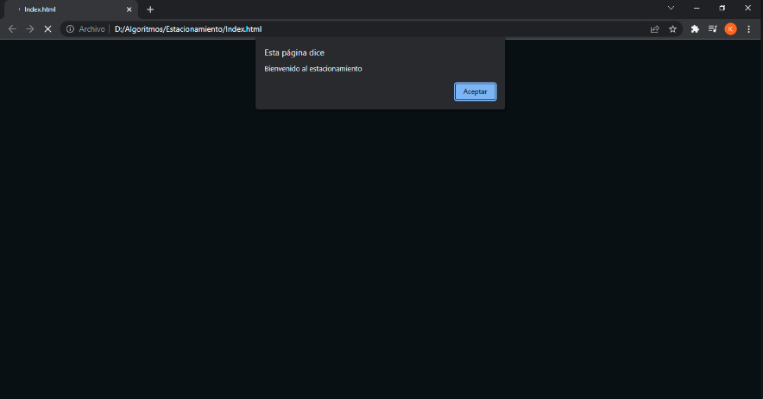 Index.html
Archivo D:/Algoritmos/Estacionamiento/Index.html
K
Esta página dice
Bienvenido al estacionamiento
Aceptar